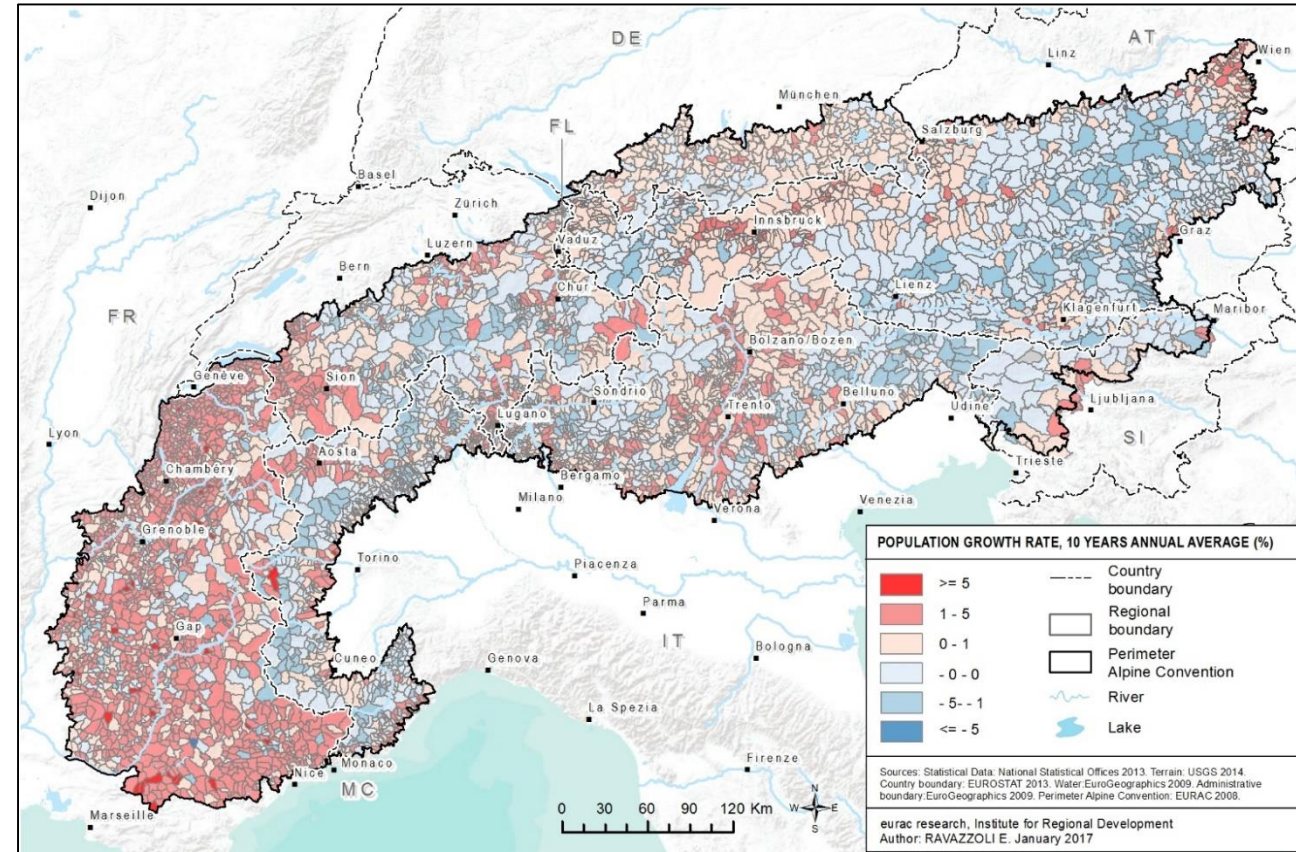 DE
AT
Linz
Wien
München
FL
Salzburg
Basel
Dijon
Zürich
Innsbruck
Luzern
Vaduz
Graz
Bern
Chur
Lienz
FR
Klagenfurt
Maribor
Bolzano/Bozen
Genève
Sion
Sondrio
Belluno
Ljubljana
Lugano
Trento
Udine
Lyon
SI
Aosta
Chambéry
Bergamo
Trieste
Milano
Verona
Venezia
Grenoble
Torino
Piacenza
Parma
Gap
IT
Cuneo
Genova
Bologna
La Spezia
Monaco
Nice
Firenze
MC
Marseille
0 30 60 90 120 Km
N
W E
S
POPULATION GROWTH RATE, 10 YEARS ANNUAL AVERAGE (%)
>= 5
1 - 5
0 - 1
- 0 - 0
- 5- - 1
<= - 5
Country
boundary
Regional
boundary
Perimeter
Alpine Convention
River
Lake
Sources: Statistical Data: National Statistical Offices 2013. Terrain: USGS 2014.
Country boundary: EUROSTAT 2013. Water:EuroGeographics 2009. Administrative
boundary:EuroGeographics 2009. Perimeter Alpine Convention: EURAC 2008.
eurac research, Institute for Regional Development
Author: RAVAZZOLI E. January 2017